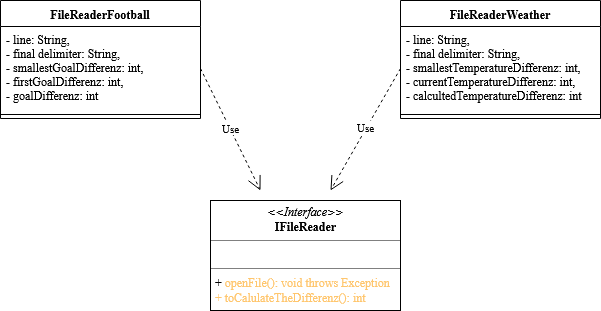 FileReaderFootball
- line: String,
- final delimiter: String,
- smallestGoalDifferenz: int,
- firstGoalDifferenz: int,
- goalDifferenz: int
FileReaderWeather
- line: String,
- final delimiter: String,
- smallestTemperatureDifferenz: int,
- currentTemperatureDifferenz: int,
- calcultedTemperatureDifferenz: int
Use
Use
<<Interface>>
IFileReader
+ openFile(): void throws Exception
+ toCalulateTheDifferenz(): int